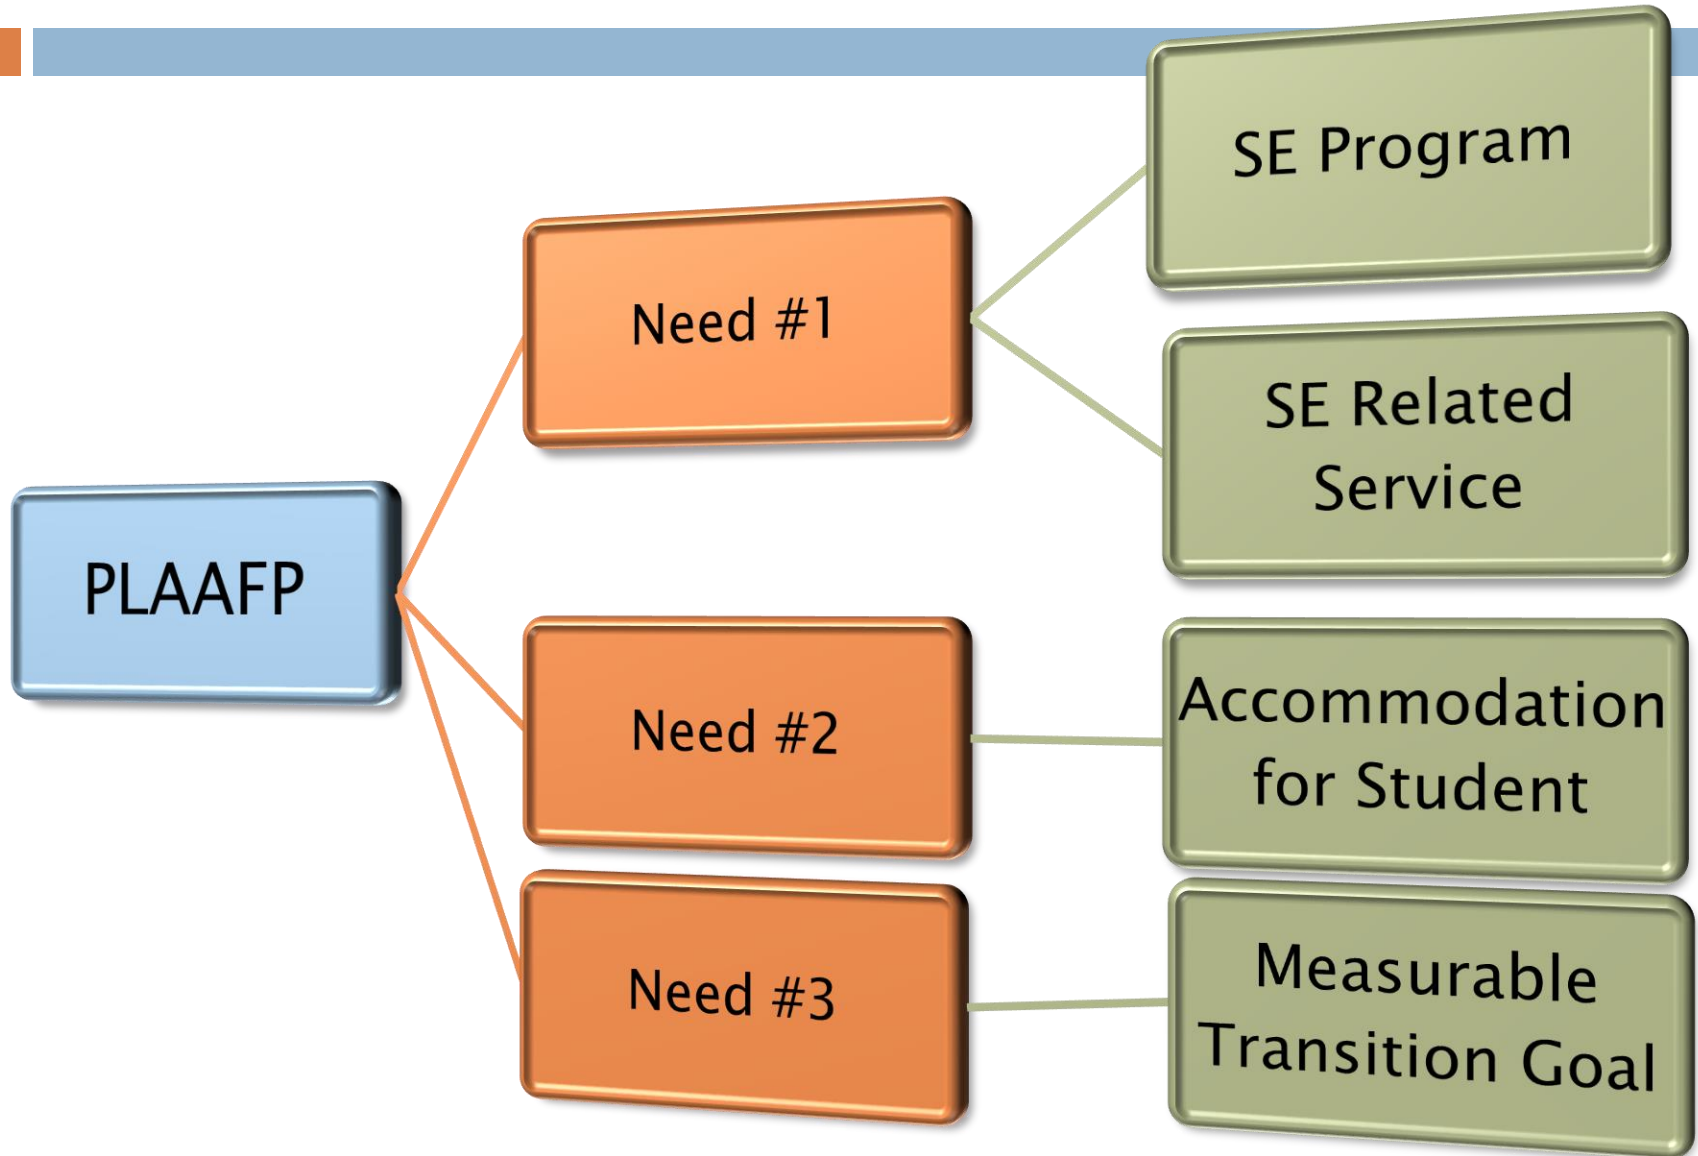 PLAAFP
Need #1
SE Program
SE Related
Service
Need #2
Accommodation
for Student
Need #3
Measurable
Transition Goal